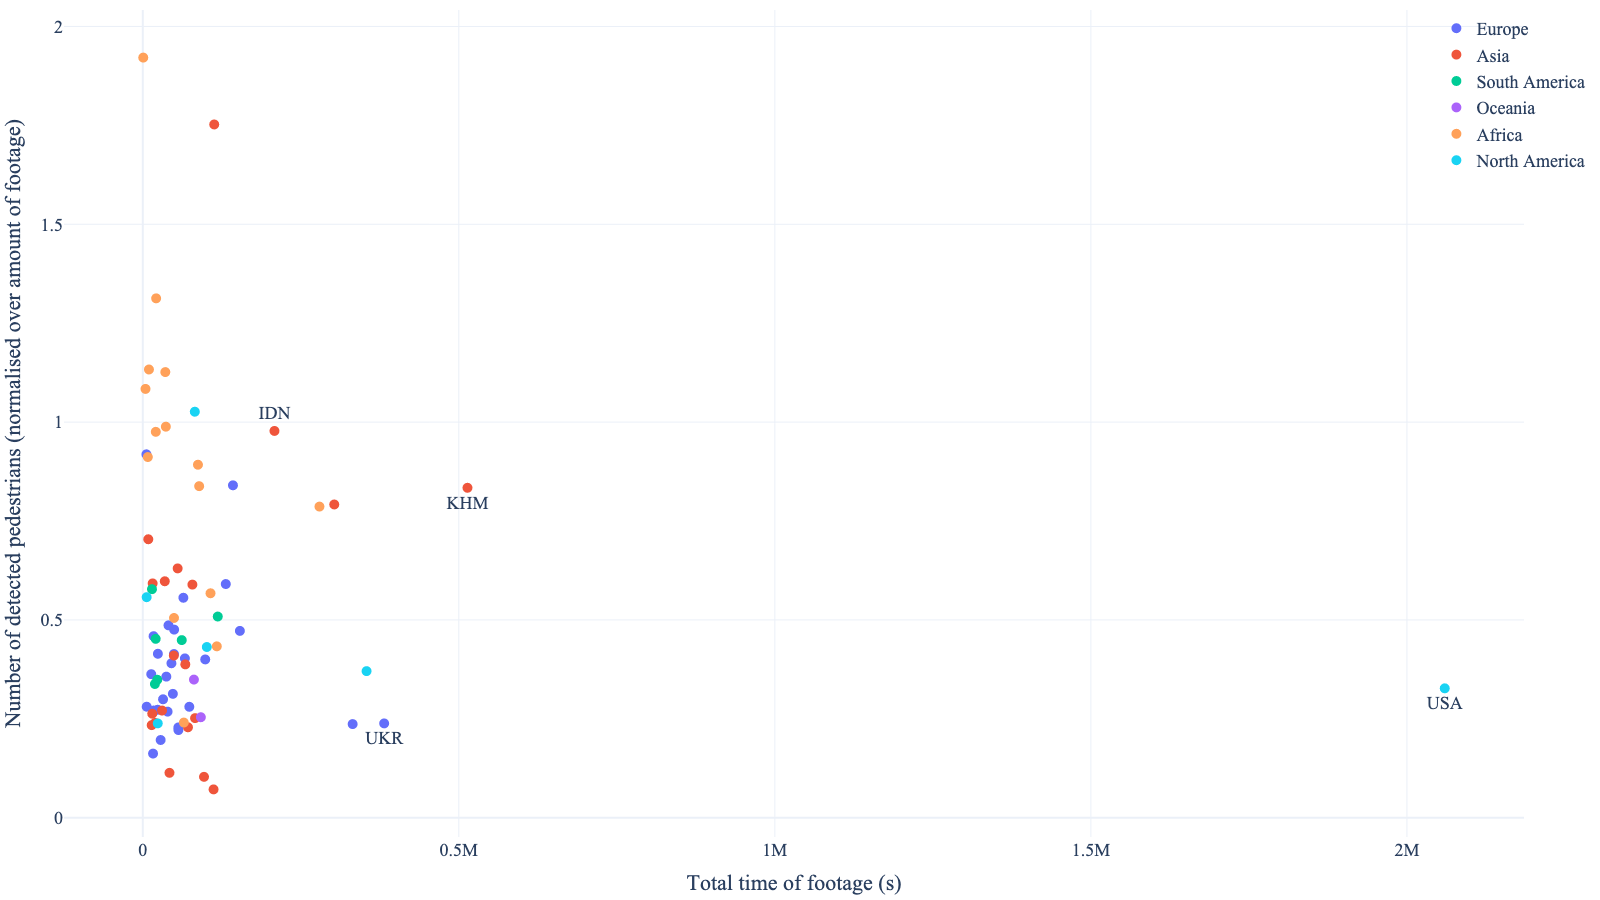 Number of detected pedestrians (normalised over amount of footage)
2
1.5
1
0.5
0
Europe
Asia
South America
Oceania
Africa
North America
IDN
KHM
USA
UKR
0
0.5M
1M
1.5M
2M
Total time of footage (s)